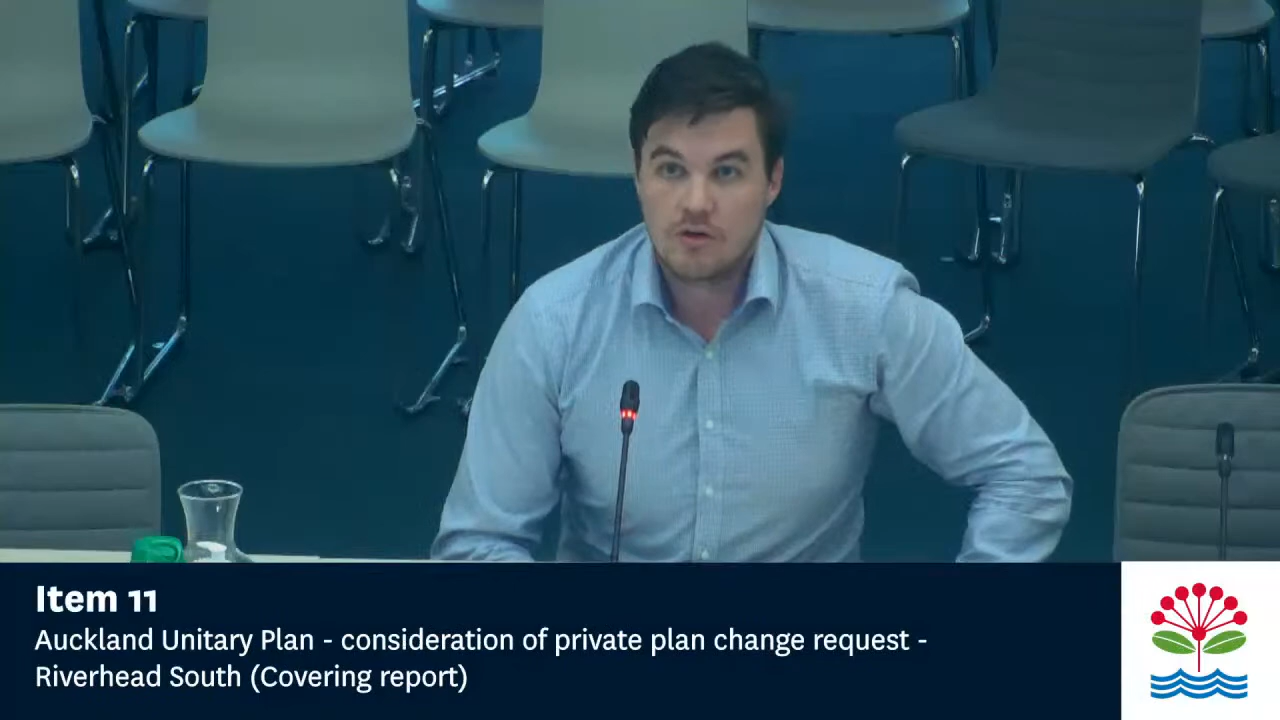 Item 11
Auckland Unitary Plan - consideration of private plan change request -
Riverhead South (Covering report)